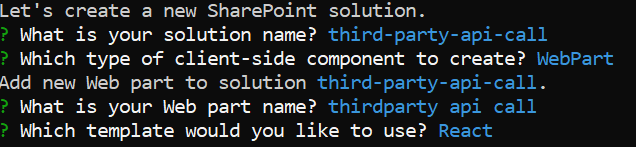 Let's create a new SharePoint solution.
? What is your solution name? third-party-api-call
? Which type of client-side component to create? WebPart
Add new Web part to solution third-party-api-call.
? What is your Web part name? thirdparty api call
? Which template would you like to use? React